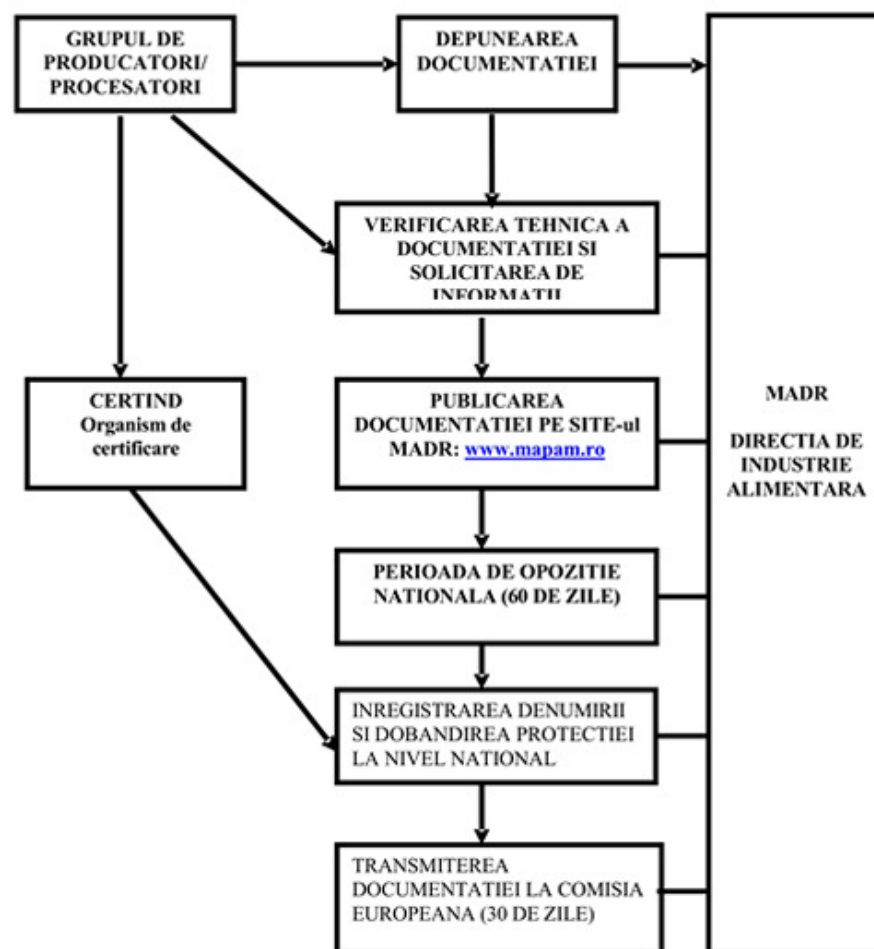 GRUPUL DE
PRODUCATORI/
PROCESATORI
DEPUNEAREA
DOCUMENTATIEI
VERIFICAREA TEHNICA A
DOCUMENTATIEI SI
SOLICITAREA DE
INFORMATII
CERTIND
Organism de
certificare
PUBLICAREA
DOCUMENTATIEI PE SITE-ul
MADR: www.mapam.ro
MADR
DIRECTIA DE
INDUSTRIE
ALIMENTARA
PERIOADA DE OPOZITIE
NATIONALA (60 DE ZILE)
INREGISTRAREA DENUMIRII
SI DOBANDIREA PROTECTIEI
LA NIVEL NATIONAL
TRANSMITEREA
DOCUMENTATIEI LA COMISIA
EUROPEANA (30 DE ZILE)